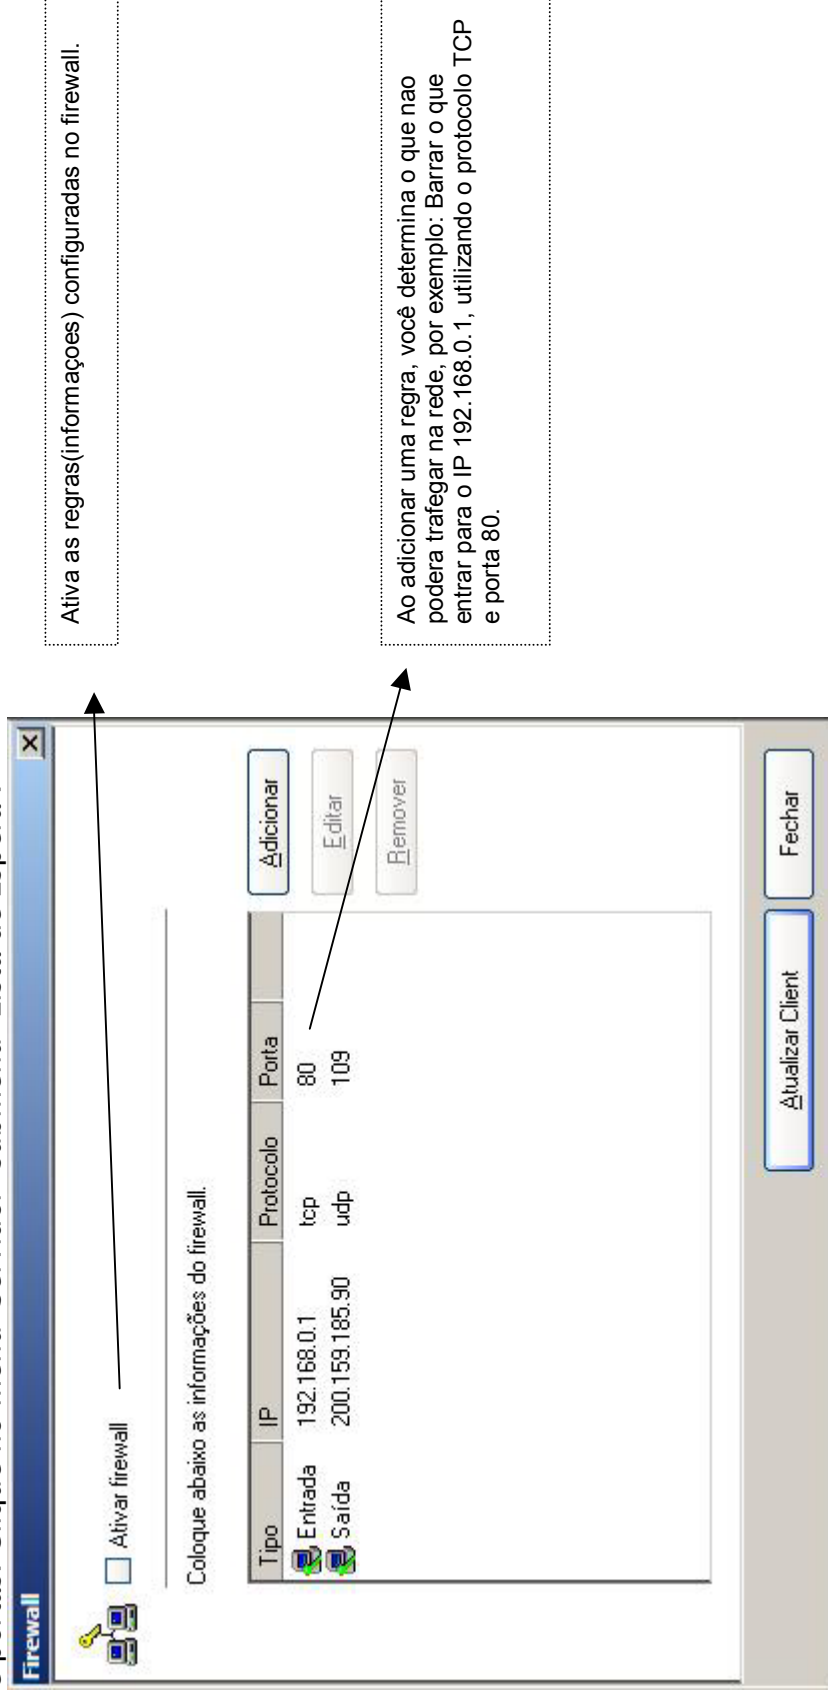 Firewall
Ativar firewall
Coloque abaixo as informações do firewall.
Tipo IP Protocolo Porta
Entrada 192.168.0.1 tcp 80
Saída 200.159.185.90 udp 109
Adicionar
Editar
Remover
Atualizar Client
Fechar
Ativa as regras(informaçoes) configuradas no firewall.
Ao adicionar uma regra, você determina o que nao
podera trafegar na rede, por exemplo: Barrar o que
entrar para o IP 192.168.0.1, utilizando o protocolo TCP
e porta 80.